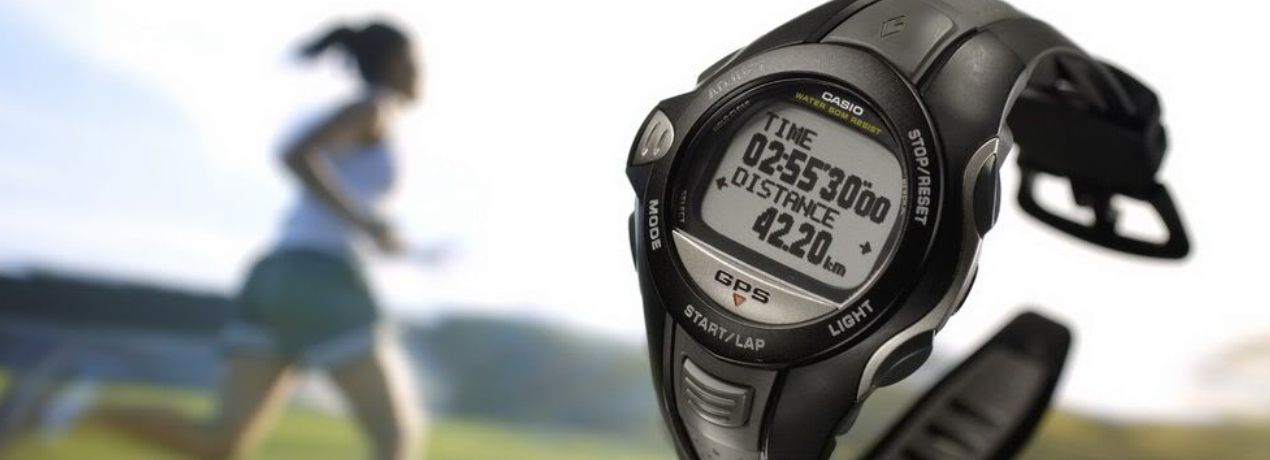 CASIO
WATER 50M RESIST
TIME
02:55'30"00
DISTANCE
42.20km
GPS
MODE
START/LAP
LIGHT
STOP/RESET